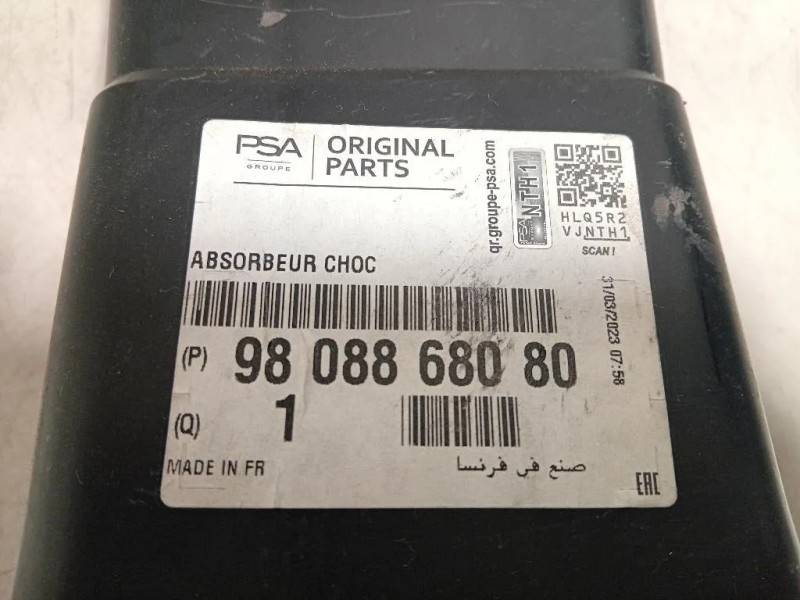 PSA
GROUPE
ORIGINAL
PARTS
qr.groupe-psa.com
PSA
NTH1
HLQ5R2
VJNTH1
SCAN!
ABSORBEUR CHOC
31/03/2023 07:58
(P) 98 088 680 80
(Q) 1
MADE IN FR
صنع في فرنسا
EAC